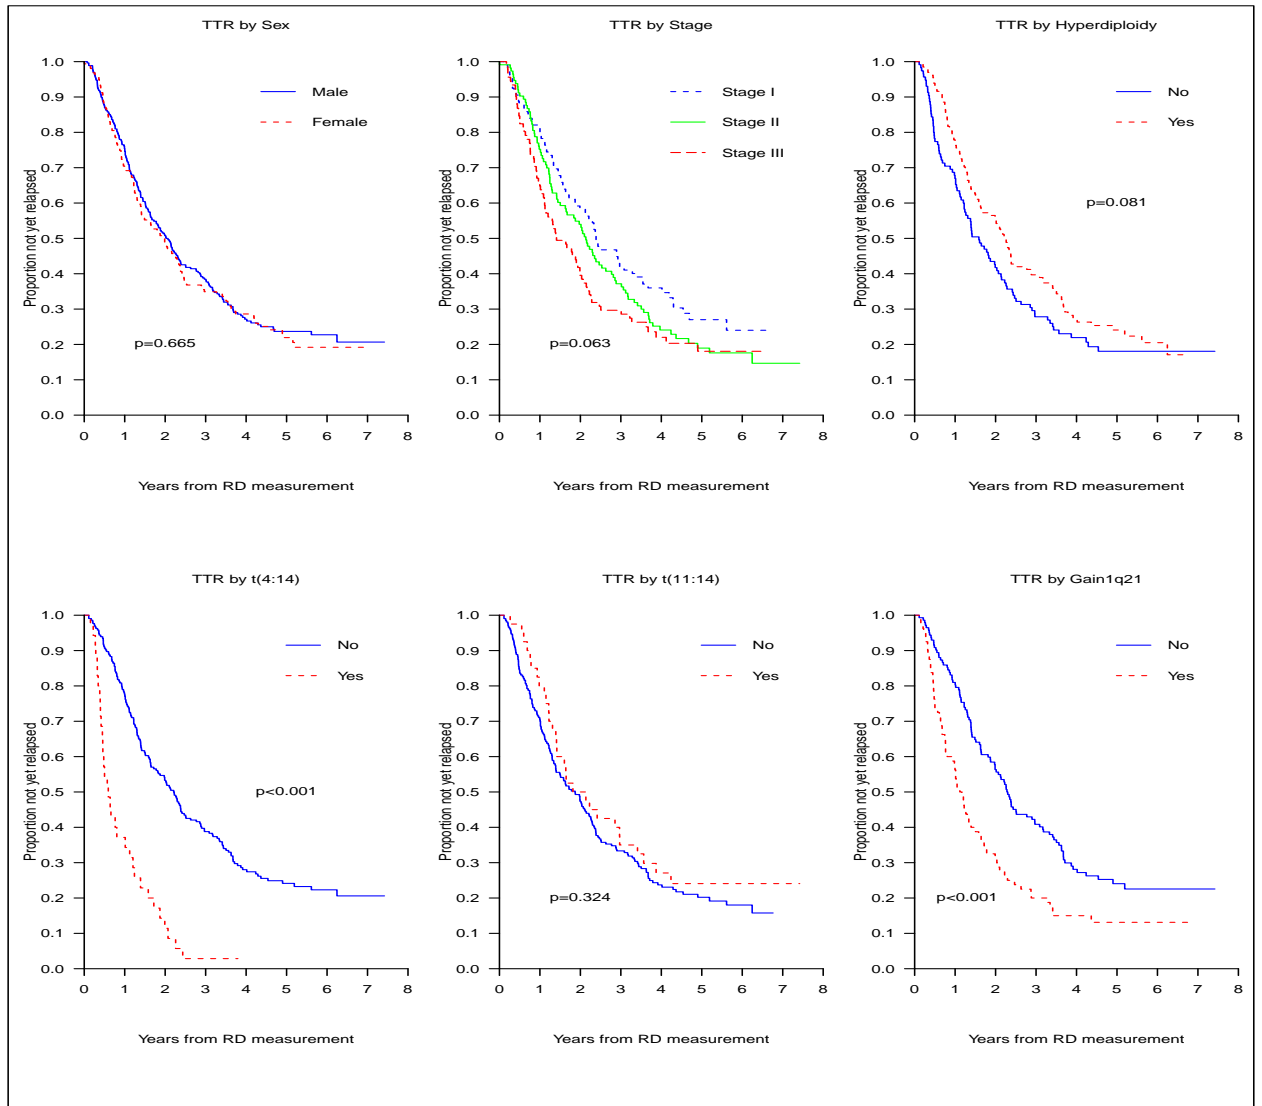 TTR by Sex
Proportion not yet relapsed
1.0
0.9
0.8
0.7
0.6
0.5
0.4
0.3
0.2
0.1
0.0
Male
Female
p=0.665
0 1 2 3 4 5 6 7 8
Years from RD measurement
TTR by Stage
Proportion not yet relapsed
1.0
0.9
0.8
0.7
0.6
0.5
0.4
0.3
0.2
0.1
0.0
Stage I
Stage II
Stage III
p=0.063
0 1 2 3 4 5 6 7 8
Years from RD measurement
TTR by Hyperdiploidy
Proportion not yet relapsed
1.0
0.9
0.8
0.7
0.6
0.5
0.4
0.3
0.2
0.1
0.0
No
Yes
p=0.081
0 1 2 3 4 5 6 7 8
Years from RD measurement
TTR by t(4:14)
Proportion not yet relapsed
1.0
0.9
0.8
0.7
0.6
0.5
0.4
0.3
0.2
0.1
0.0
No
Yes
p<0.001
0 1 2 3 4 5 6 7 8
Years from RD measurement
TTR by t(11:14)
Proportion not yet relapsed
1.0
0.9
0.8
0.7
0.6
0.5
0.4
0.3
0.2
0.1
0.0
No
Yes
p=0.324
0 1 2 3 4 5 6 7 8
Years from RD measurement
TTR by Gain1q21
Proportion not yet relapsed
1.0
0.9
0.8
0.7
0.6
0.5
0.4
0.3
0.2
0.1
0.0
No
Yes
p<0.001
0 1 2 3 4 5 6 7 8
Years from RD measurement